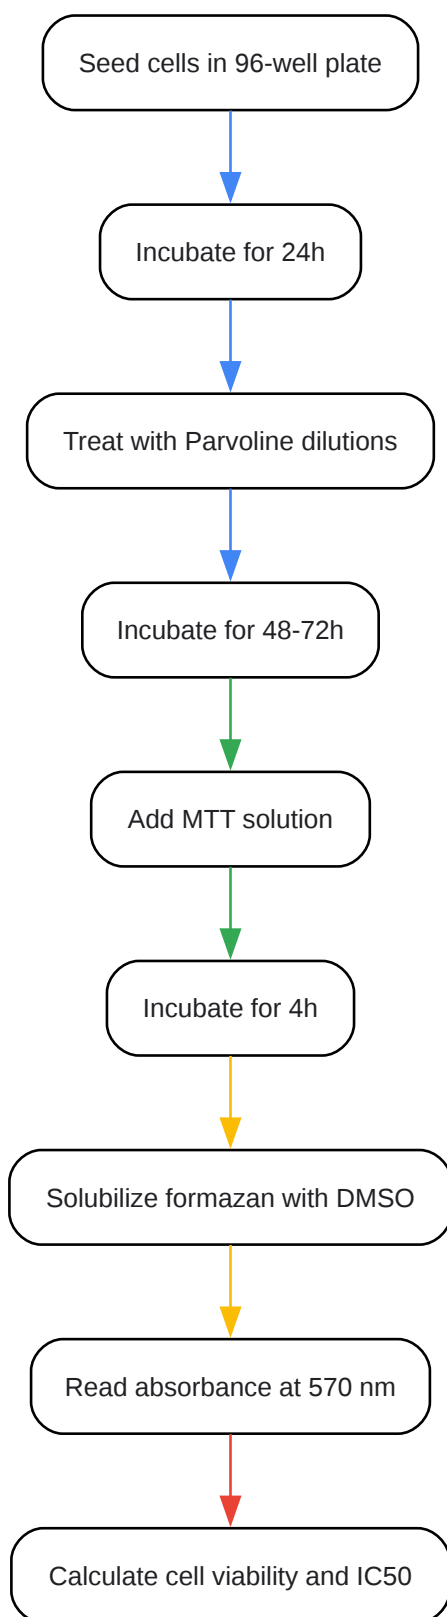 Seed cells in 96-well plate
Incubate for 24h
Treat with Parvoline dilutions
Incubate for 48-72h
Add MTT solution
Incubate for 4h
Solubilize formazan with DMSO
Read absorbance at 570 nm
Calculate cell viability and IC50